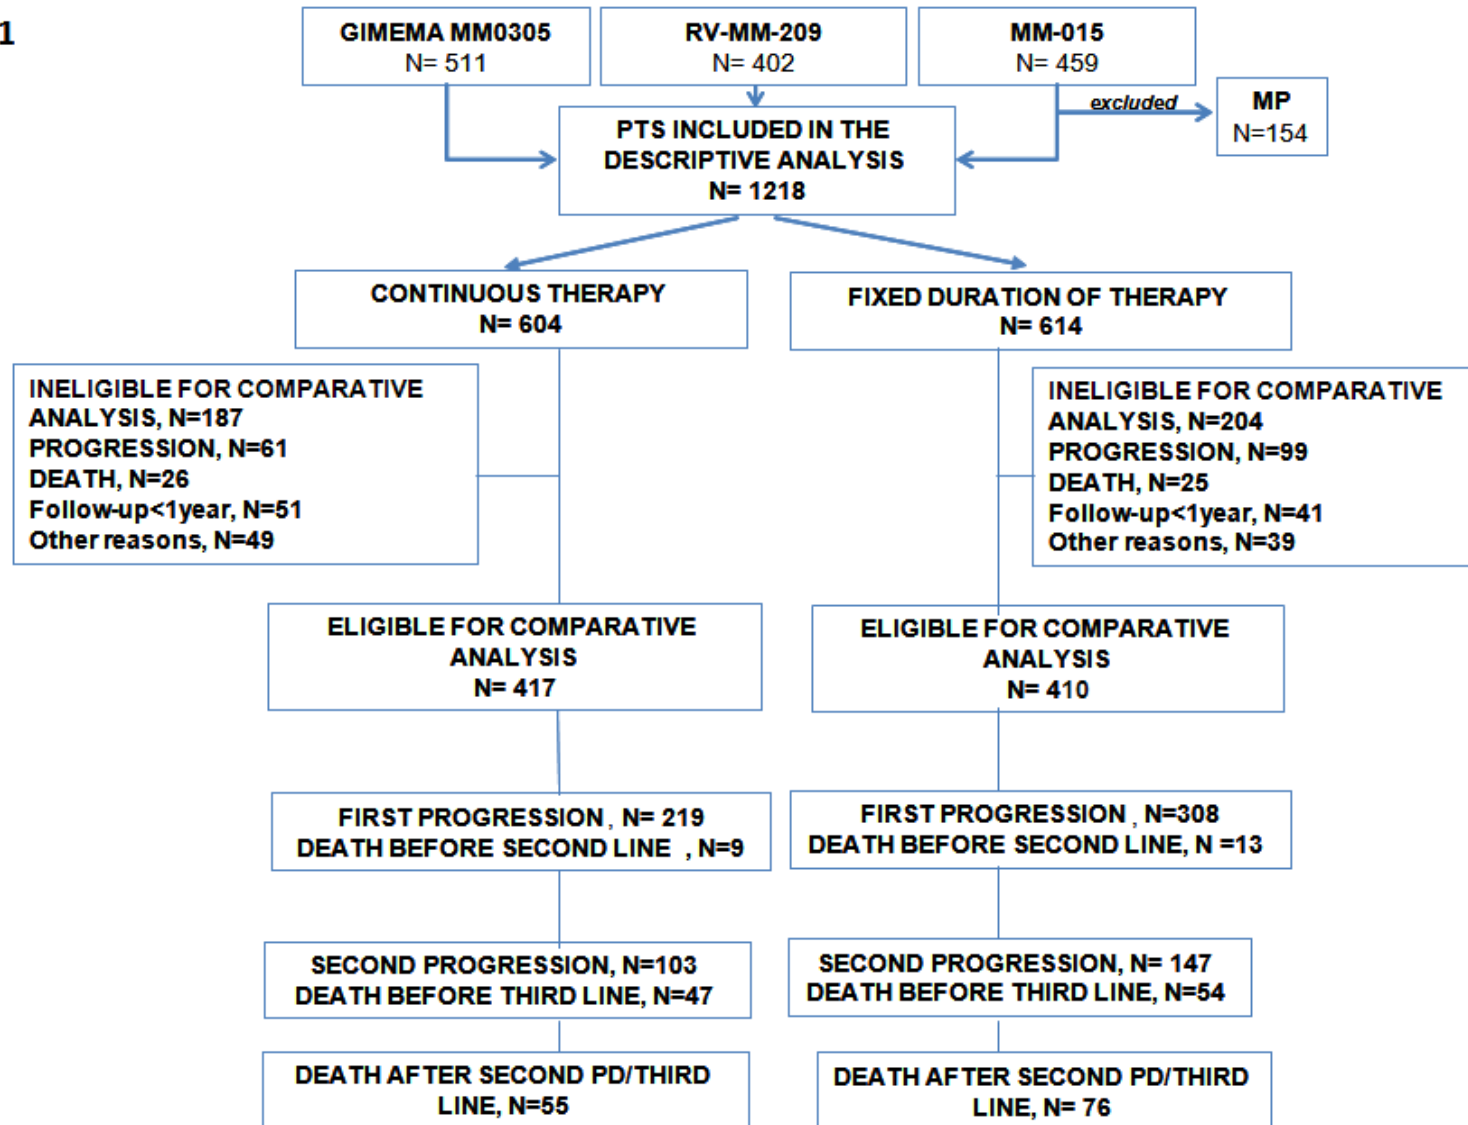 1
GIMEMA MM0305
N= 511
RV-MM-209
N= 402
MM-015
N= 459
excluded
MP
N=154
PTS INCLUDED IN THE
DESCRIPTIVE ANALYSIS
N= 1218
CONTINUOUS THERAPY
N= 604
FIXED DURATION OF THERAPY
N= 614
INELIGIBLE FOR COMPARATIVE
ANALYSIS, N=187
PROGRESSION, N=61
DEATH, N=26
Follow-up<1year, N=51
Other reasons, N=49
INELIGIBLE FOR COMPARATIVE
ANALYSIS, N=204
PROGRESSION, N=99
DEATH, N=25
Follow-up<1year, N=41
Other reasons, N=39
ELIGIBLE FOR COMPARATIVE
ANALYSIS
N= 417
ELIGIBLE FOR COMPARATIVE
ANALYSIS
N= 410
FIRST PROGRESSION , N= 219
DEATH BEFORE SECOND LINE , N=9
FIRST PROGRESSION , N=308
DEATH BEFORE SECOND LINE, N =13
SECOND PROGRESSION, N=103
DEATH BEFORE THIRD LINE, N=47
SECOND PROGRESSION, N= 147
DEATH BEFORE THIRD LINE, N=54
DEATH AFTER SECOND PD/THIRD
LINE, N=55
DEATH AFTER SECOND PD/THIRD
LINE, N= 76